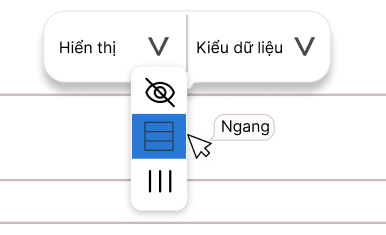 Hiển thị
Kiểu dữ liệu
Ngang